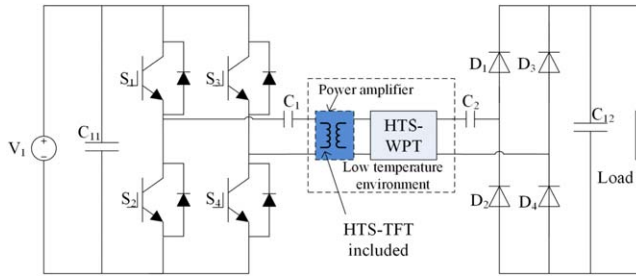 S₁
S₃
D₁
D₃
Power amplifier
C₁
C₂
V₁
C₁₁
HTS-
WPT
C₁₂
Low temperature
environment
Load
S₂
S₄
D₂
D₄
HTS-TFT
included